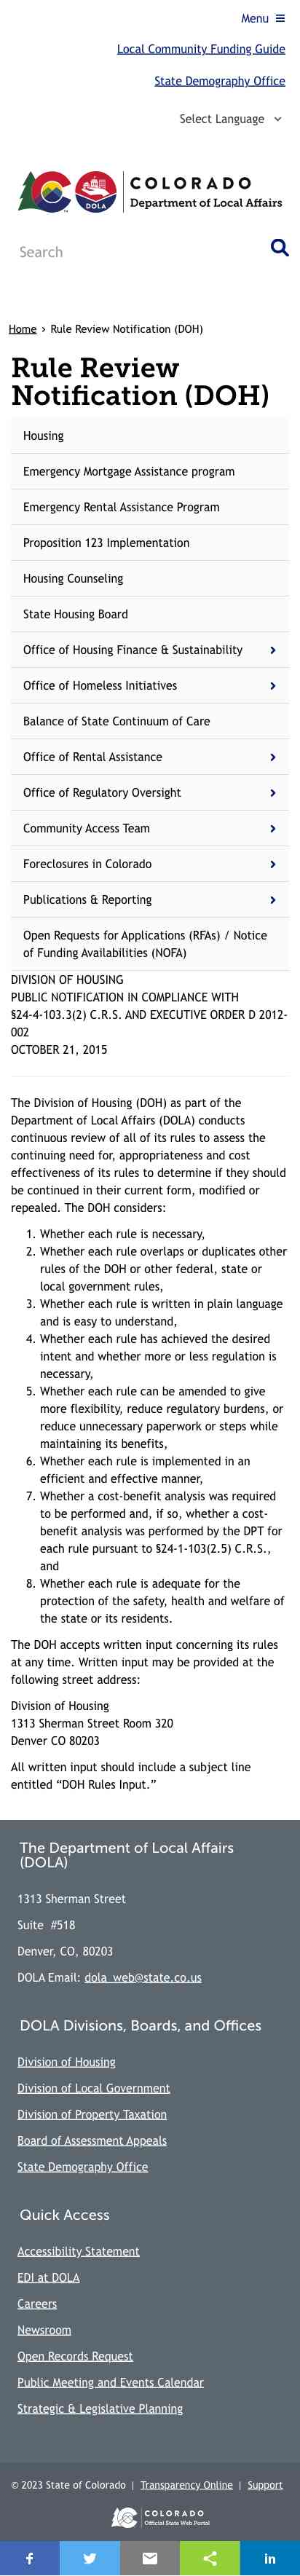 Menu
Local Community Funding Guide
State Demography Office
Select Language
COLORADO
Department of Local Affairs
DOLA
Search
Home > Rule Review Notification (DOH)
Rule Review
Notification (DOH)
Housing
Emergency Mortgage Assistance program
Emergency Rental Assistance Program
Proposition 123 Implementation
Housing Counseling
State Housing Board
Office of Housing Finance & Sustainability
Office of Homeless Initiatives
Balance of State Continuum of Care
Office of Rental Assistance
Office of Regulatory Oversight
Community Access Team
Foreclosures in Colorado
Publications & Reporting
Open Requests for Applications (RFAs) / Notice
of Funding Availabilities (NOFA)
DIVISION OF HOUSING
PUBLIC NOTIFICATION IN COMPLIANCE WITH
§24-4-103.3(2) C.R.S. AND EXECUTIVE ORDER D 2012-
002
OCTOBER 21, 2015
The Division of Housing (DOH) as part of the
Department of Local Affairs (DOLA) conducts
continuous review of all of its rules to assess the
continuing need for, appropriateness and cost
effectiveness of its rules to determine if they should
be continued in their current form, modified or
repealed. The DOH considers:
1. Whether each rule is necessary,
2. Whether each rule overlaps or duplicates other
rules of the DOH or other federal, state or
local government rules,
3. Whether each rule is written in plain language
and is easy to understand,
4. Whether each rule has achieved the desired
intent and whether more or less regulation is
necessary,
5. Whether each rule can be amended to give
more flexibility, reduce regulatory burdens, or
reduce unnecessary paperwork or steps while
maintaining its benefits,
6. Whether each rule is implemented in an
efficient and effective manner,
7. Whether a cost-benefit analysis was required
to be performed and, if so, whether a cost-
benefit analysis was performed by the DPT for
each rule pursuant to §24-1-103(2.5) C.R.S.,
and
8. Whether each rule is adequate for the
protection of the safety, health and welfare of
the state or its residents.
The DOH accepts written input concerning its rules
at any time. Written input may be provided at the
following street address:
Division of Housing
1313 Sherman Street Room 320
Denver CO 80203
All written input should include a subject line
entitled “DOH Rules Input.”
The Department of Local Affairs
(DOLA)
1313 Sherman Street
Suite #518
Denver, CO, 80203
DOLA Email: dola_web@state.co.us
DOLA Divisions, Boards, and Offices
Division of Housing
Division of Local Government
Division of Property Taxation
Board of Assessment Appeals
State Demography Office
Quick Access
Accessibility Statement
EDI at DOLA
Careers
Newsroom
Open Records Request
Public Meeting and Events Calendar
Strategic & Legislative Planning
© 2023 State of Colorado | Transparency Online | Support
COLORADO
Official State Web Portal